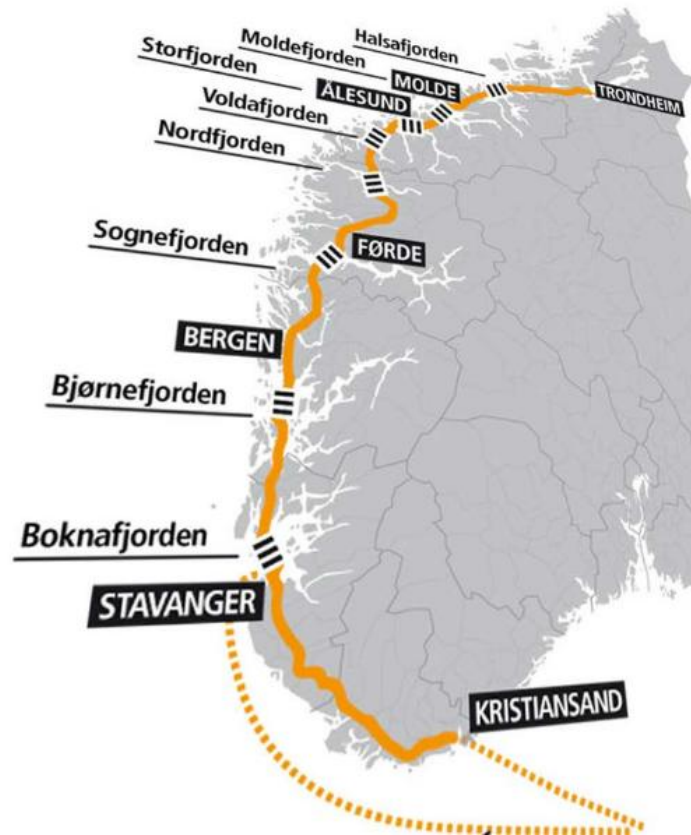 Halsafjorden
Moldefjorden
Storfjorden
MOLDE
ÅLESUND
TRONDHEIM
Voldafjorden
Nordfjorden
Sognefjorden
FØRDE
BERGEN
Bjørnefjorden
Boknafjorden
STAVANGER
KRISTIANSAND